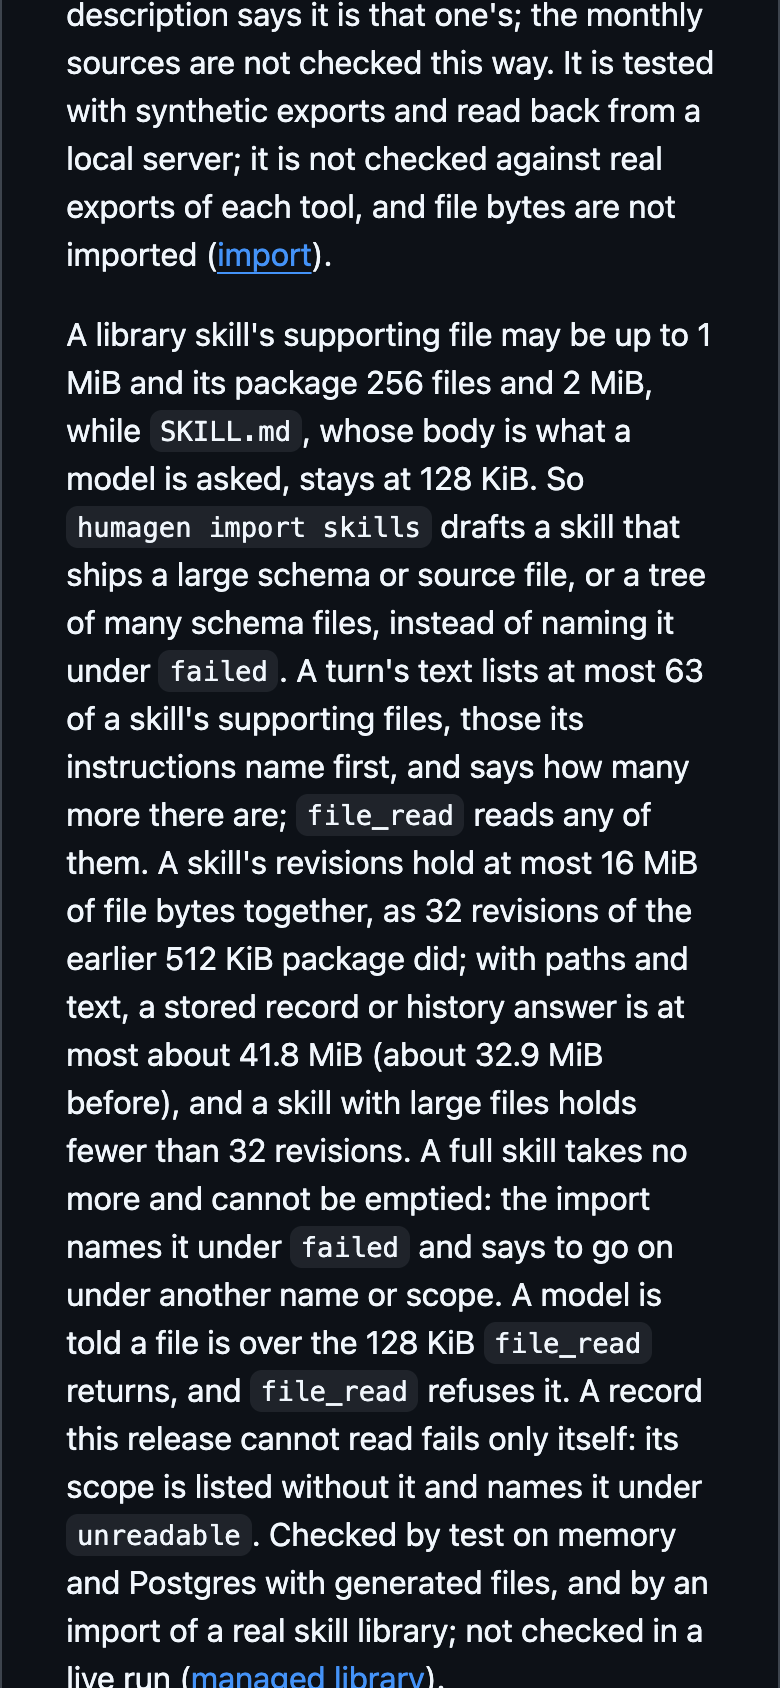 description says it is that one's; the monthly
sources are not checked this way. It is tested
with synthetic exports and read back from a
local server; it is not checked against real
exports of each tool, and file bytes are not
imported (import).
A library skill's supporting file may be up to 1
MiB and its package 256 files and 2 MiB,
while SKILL.md, whose body is what a
model is asked, stays at 128 KiB. So
humagen import skills drafts a skill that
ships a large schema or source file, or a tree
of many schema files, instead of naming it
under failed. A turn's text lists at most 63
of a skill's supporting files, those its
instructions name first, and says how many
more there are; file_read reads any of
them. A skill's revisions hold at most 16 MiB
of file bytes together, as 32 revisions of the
earlier 512 KiB package did; with paths and
text, a stored record or history answer is at
most about 41.8 MiB (about 32.9 MiB
before), and a skill with large files holds
fewer than 32 revisions. A full skill takes no
more and cannot be emptied: the import
names it under failed and says to go on
under another name or scope. A model is
told a file is over the 128 KiB file_read
returns, and file_read refuses it. A record
this release cannot read fails only itself: its
scope is listed without it and names it under
unreadable. Checked by test on memory
and Postgres with generated files, and by an
import of a real skill library; not checked in a
live run (managed library).